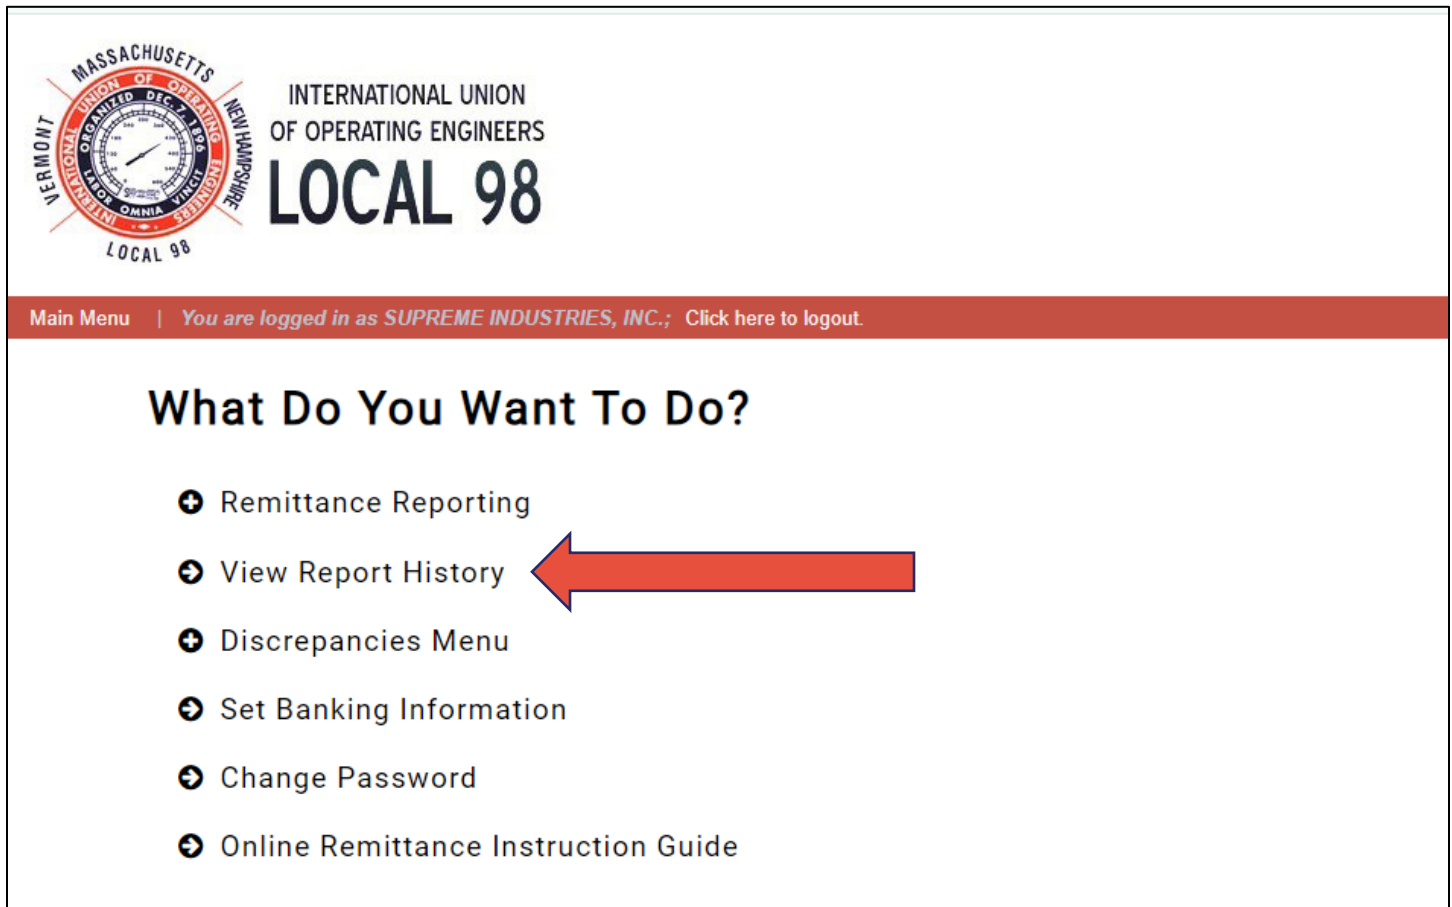 MASSACHUSETTS
VERMONT
NEW HAMPSHIRE
INTERNATIONAL UNION OF OPERATING ENGINEERS
ORGANIZED DEC. 7, 1896
LABOR OMNIA VINCIT
LOCAL 98
INTERNATIONAL UNION
OF OPERATING ENGINEERS
LOCAL 98
Main Menu | You are logged in as SUPREME INDUSTRIES, INC.; Click here to logout.
What Do You Want To Do?
Remittance Reporting
View Report History
Discrepancies Menu
Set Banking Information
Change Password
Online Remittance Instruction Guide